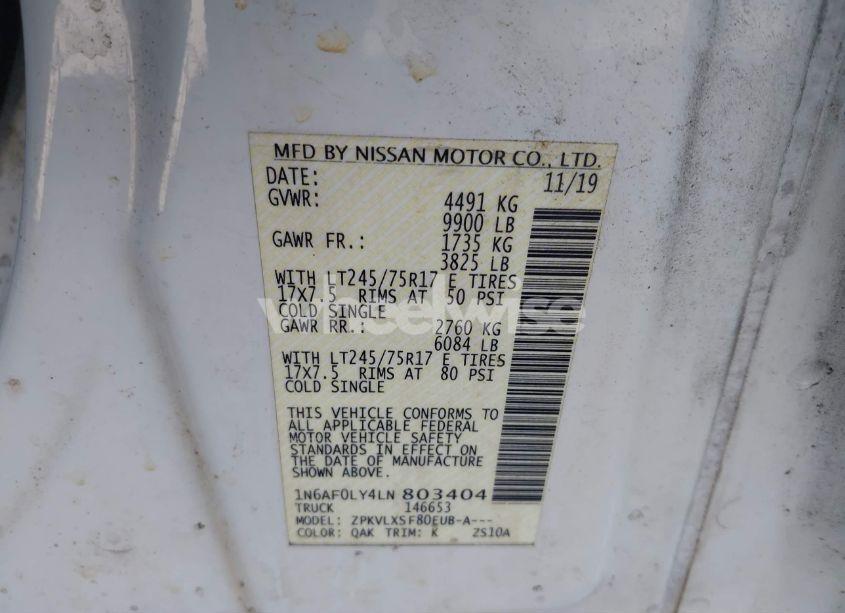 MFD BY NISSAN MOTOR CO., LTD.
DATE: 11/19
GVWR: 4491 KG
9900 LB
GAWR FR.: 1735 KG
3825 LB
WITH LT245/75R17 E TIRES
17X7.5 RIMS AT 50 PSI
COLD SINGLE
wheelwise
GAWR RR.: 2760 KG
6084 LB
WITH LT245/75R17 E TIRES
17X7.5 RIMS AT 80 PSI
COLD SINGLE
THIS VEHICLE CONFORMS TO
ALL APPLICABLE FEDERAL
MOTOR VEHICLE SAFETY
STANDARDS IN EFFECT ON
THE DATE OF MANUFACTURE
SHOWN ABOVE.
1N6AF0LY4LN 803404
TRUCK 146653
MODEL: ZPKVLXSF80EUB-A---
COLOR: QAK TRIM: K ZS10A